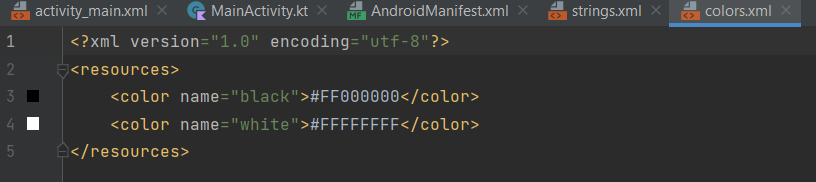 activity_main.xml MainActivity.kt AndroidManifest.xml strings.xml colors.xml
1 <?xml version="1.0" encoding="utf-8"?>
2 <resources>
3 <color name="black">#FF000000</color>
4 <color name="white">#FFFFFFFF</color>
5 </resources>